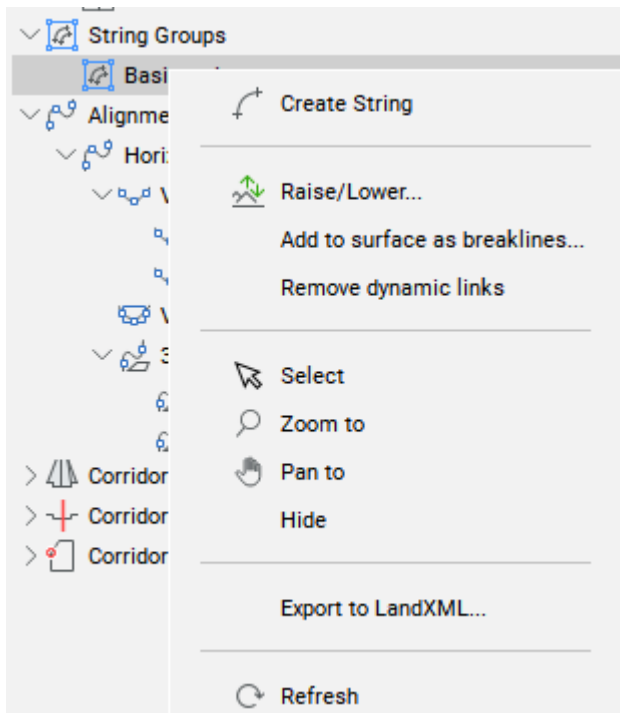 String Groups
Basi
Create String
Alignme
Hori
Raise/Lower...
Add to surface as breaklines...
Remove dynamic links
Select
Zoom to
Pan to
Corridor
Corridor
Hide
Corridor
Export to LandXML...
Refresh